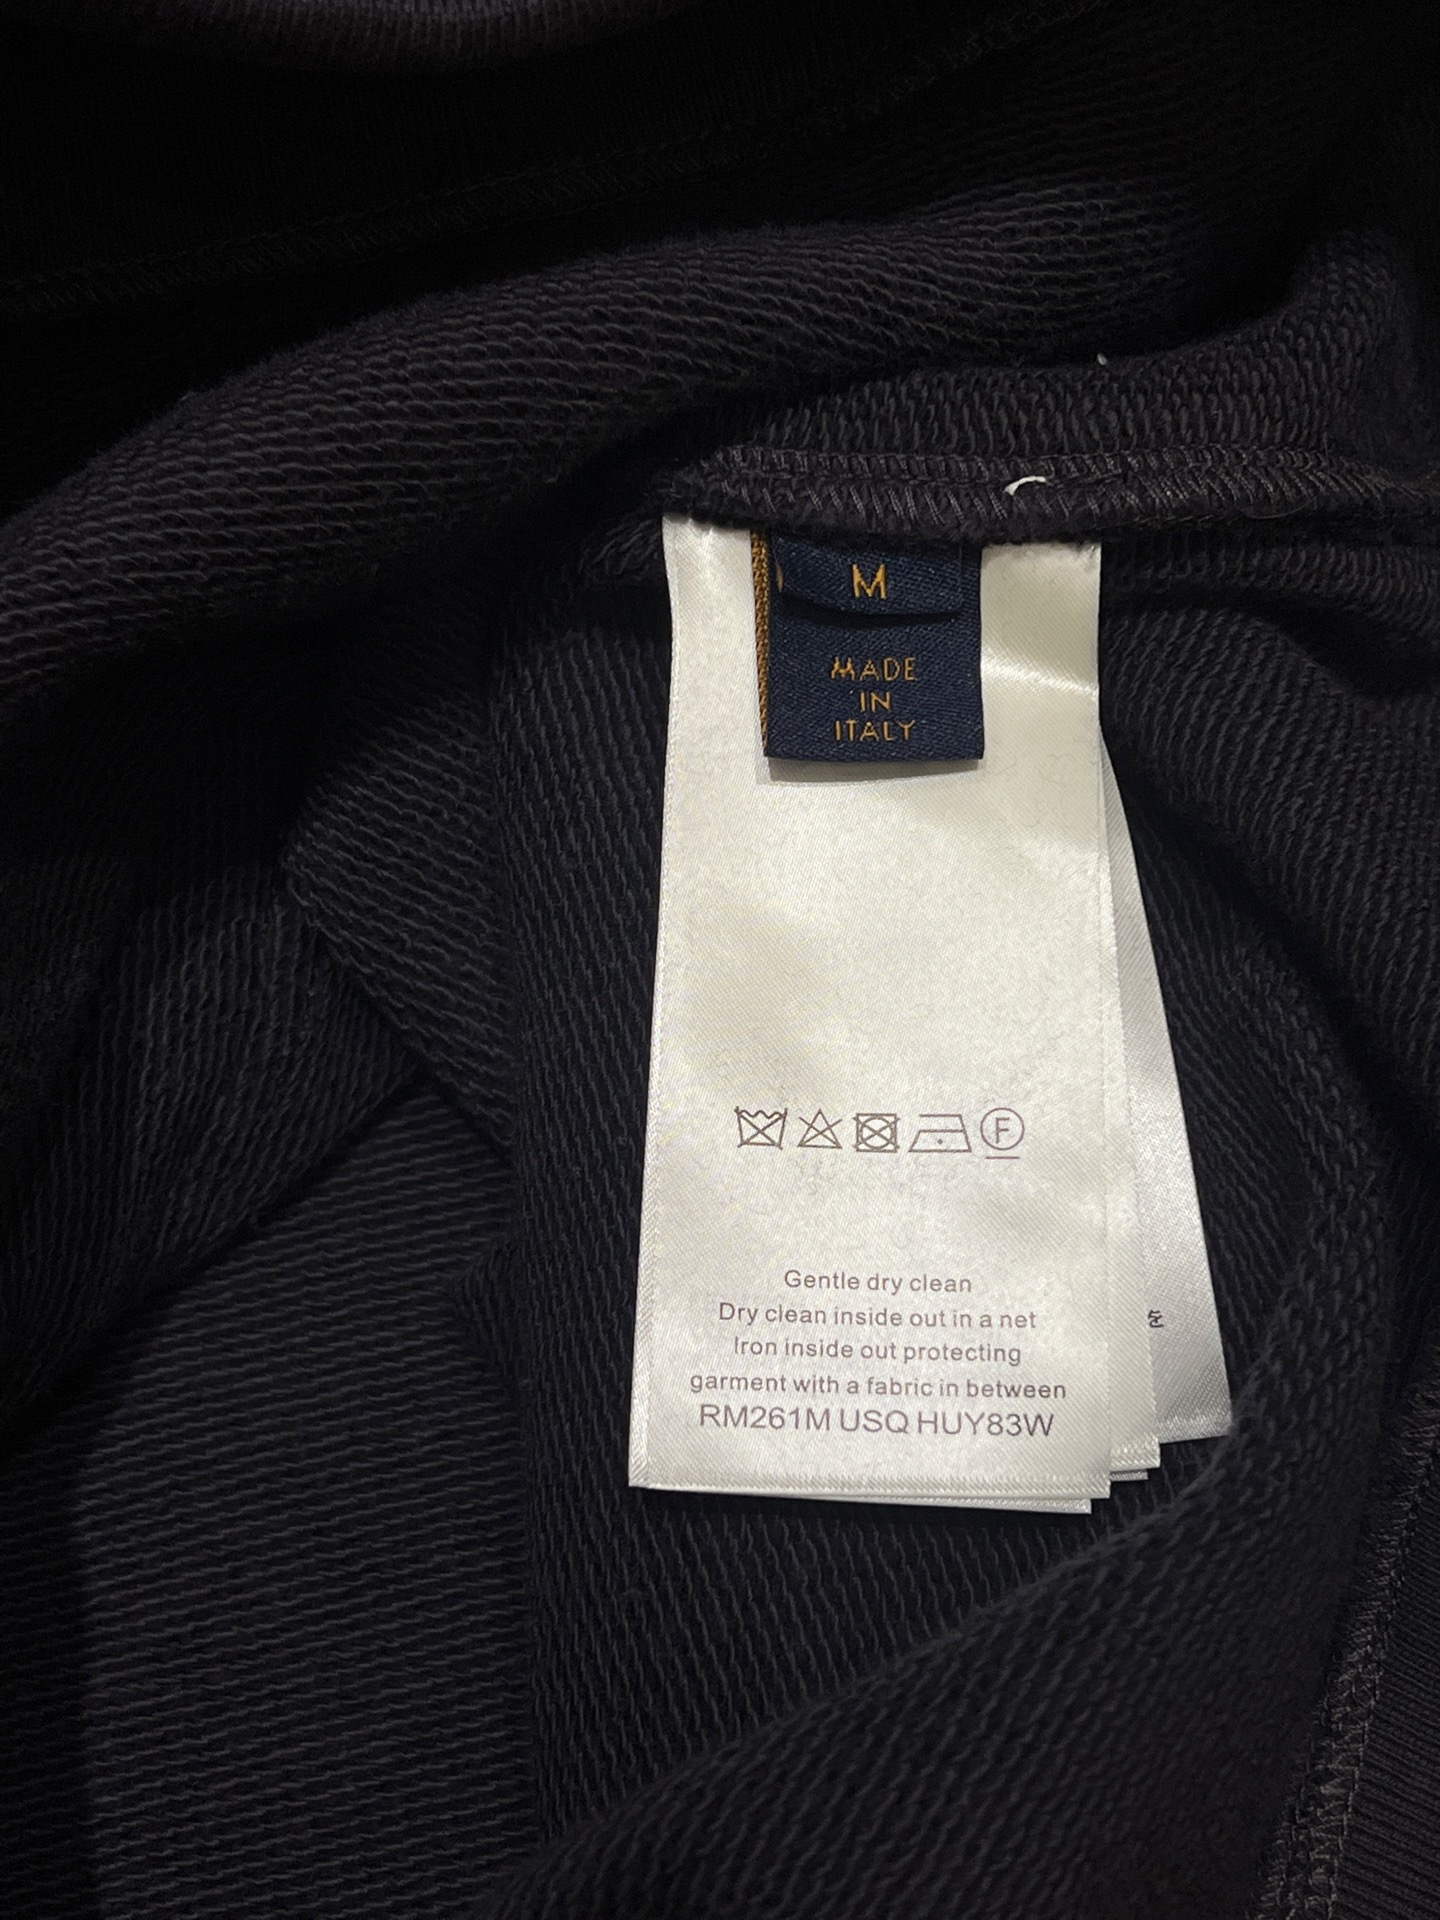 M
MADE
IN
ITALY
F
Gentle dry clean
Dry clean inside out in a net
Iron inside out protecting
garment with a fabric in between
RM261M USQ HUY83W